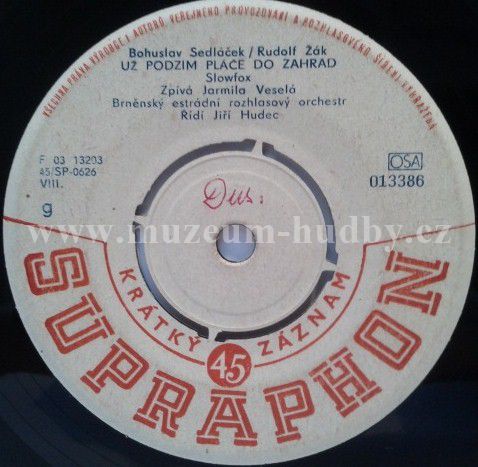 VŠECHNA PRÁVA VÝROBCE I AUTORŮ VEŘEJNÉHO PROVOZOVÁNÍ A ROZHLASOVÉHO ŠÍŘENÍ VYHRAŽENA
Bohuslav Sedláček / Rudolf Žák
UŽ PODZIM PLÁČE DO ZAHRAD
Slowfox
Zpívá Jarmila Veselá
Brněnský estrádní rozhlasový orchestr
Řídí Jiří Hudec
F 03 13203
45/SP-0626
VIII.
g
OSA
013386
www.muzeum-hudby.cz
KRÁTKÝ 45 ZÁZNAM
SUPRAPHON